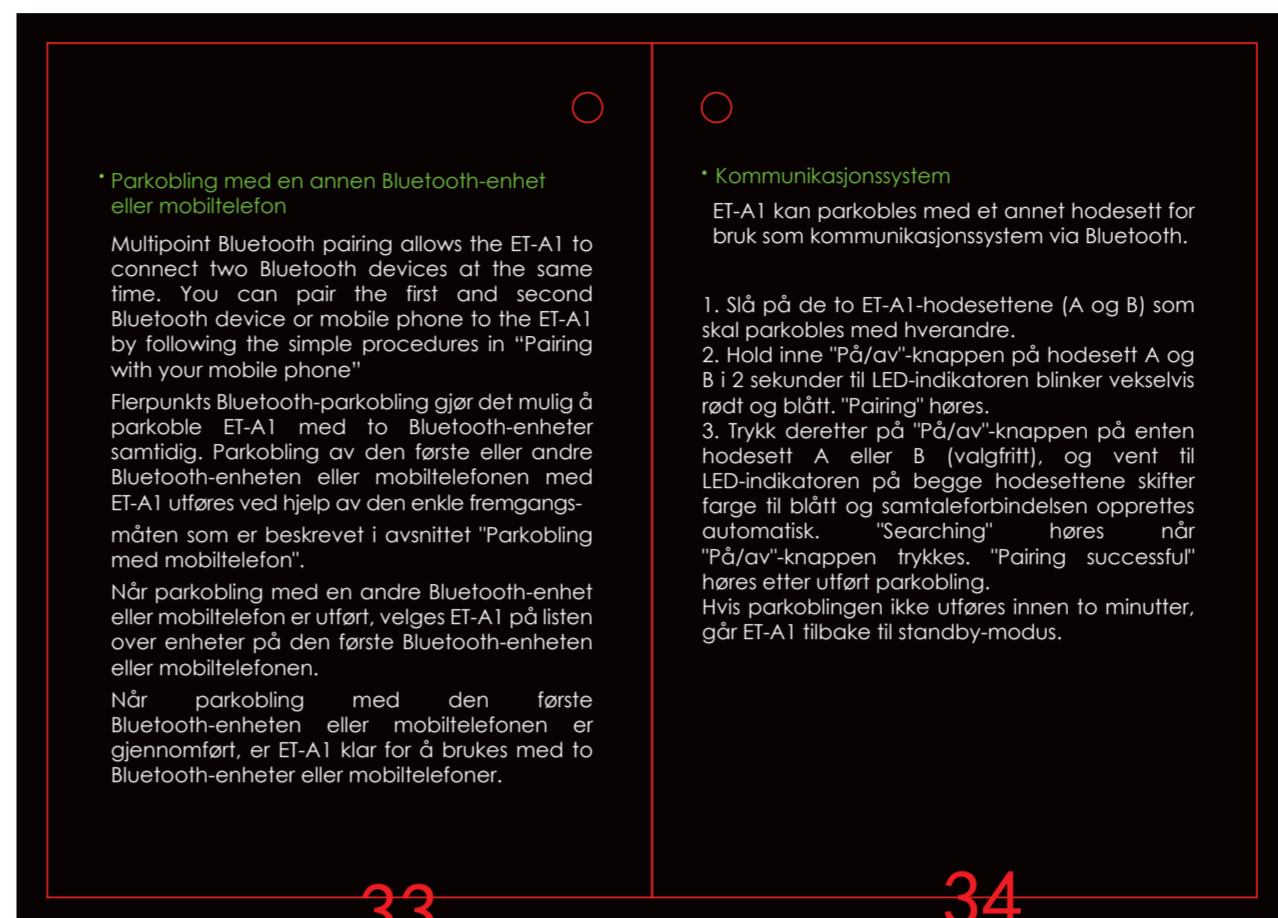 • Parkobling med en annen Bluetooth-enhet
eller mobiltelefon
Multipoint Bluetooth pairing allows the ET-A1 to
connect two Bluetooth devices at the same
time. You can pair the first and second
Bluetooth device or mobile phone to the ET-A1
by following the simple procedures in “Pairing
with your mobile phone”
Flerpunkts Bluetooth-parkobling gjør det mulig å
parkoble ET-A1 med to Bluetooth-enheter
samtidig. Parkobling av den første eller andre
Bluetooth-enheten eller mobiltelefonen med
ET-A1 utføres ved hjelp av den enkle fremgangs-
måten som er beskrevet i avsnittet "Parkobling
med mobiltelefon".
Når parkobling med en andre Bluetooth-enhet
eller mobiltelefon er utført, velges ET-A1 på listen
over enheter på den første Bluetooth-enheten
eller mobiltelefonen.
Når parkobling med den første
Bluetooth-enheten eller mobiltelefonen er
gjennomført, er ET-A1 klar for å brukes med to
Bluetooth-enheter eller mobiltelefoner.
33
• Kommunikasjonssystem
ET-A1 kan parkobles med et annet hodesett for
bruk som kommunikasjonssystem via Bluetooth.
1. Slå på de to ET-A1-hodesettene (A og B) som
skal parkobles med hverandre.
2. Hold inne "På/av"-knappen på hodesett A og
B i 2 sekunder til LED-indikatoren blinker vekselvis
rødt og blått. "Pairing" høres.
3. Trykk deretter på "På/av"-knappen på enten
hodesett A eller B (valgfritt), og vent til
LED-indikatoren på begge hodesettene skifter
farge til blått og samtaleforbindelsen opprettes
automatisk. "Searching" høres når
"På/av"-knappen trykkes. "Pairing successful"
høres etter utført parkobling.
Hvis parkoblingen ikke utføres innen to minutter,
går ET-A1 tilbake til standby-modus.
34